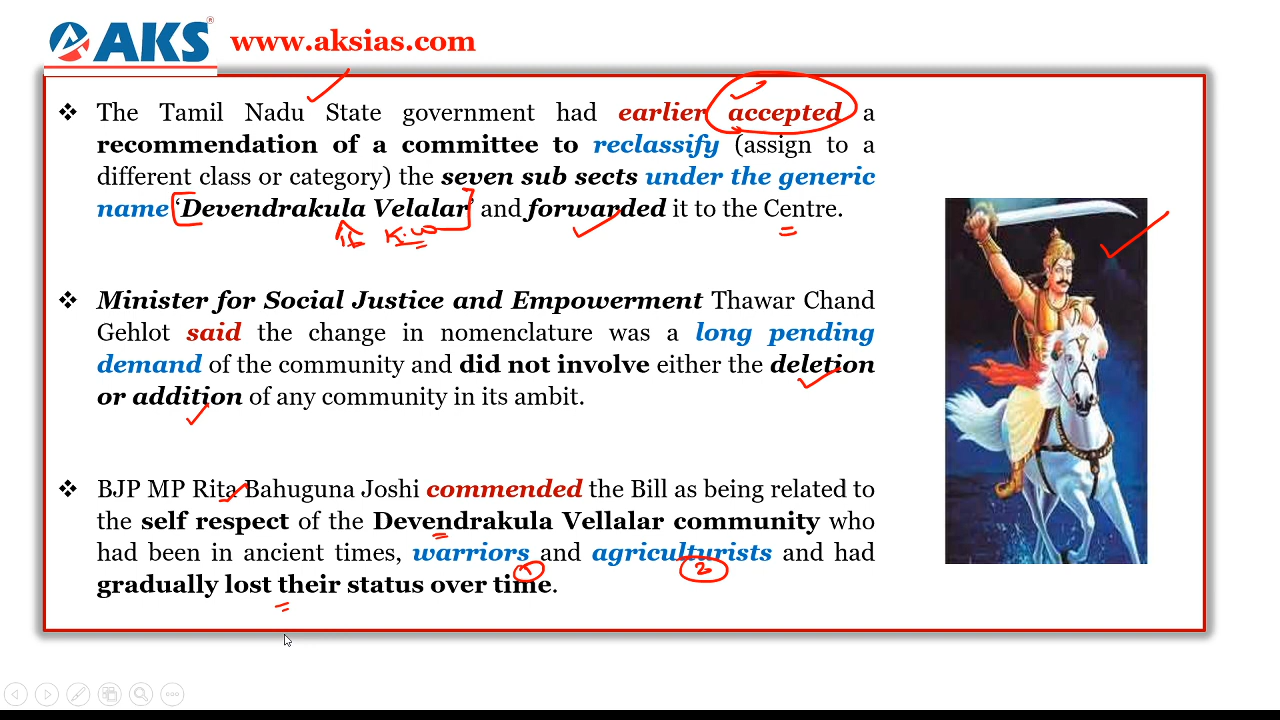 AKS
www.aksias.com
❖ The Tamil Nadu State government had earlier accepted a
recommendation of a committee to reclassify (assign to a
different class or category) the seven sub sects under the generic
name 'Devendrakula Velalar' and forwarded it to the Centre.
K.W
❖ Minister for Social Justice and Empowerment Thawar Chand
Gehlot said the change in nomenclature was a long pending
demand of the community and did not involve either the deletion
or addition of any community in its ambit.
❖ BJP MP Rita Bahuguna Joshi commended the Bill as being related to
the self respect of the Devendrakula Vellalar community who
had been in ancient times, warriors and agriculturists and had
1 2
gradually lost their status over time.